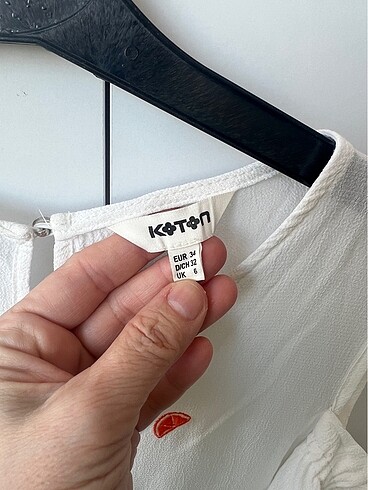 KOTON
EUR 34
D/CH 32
UK 6